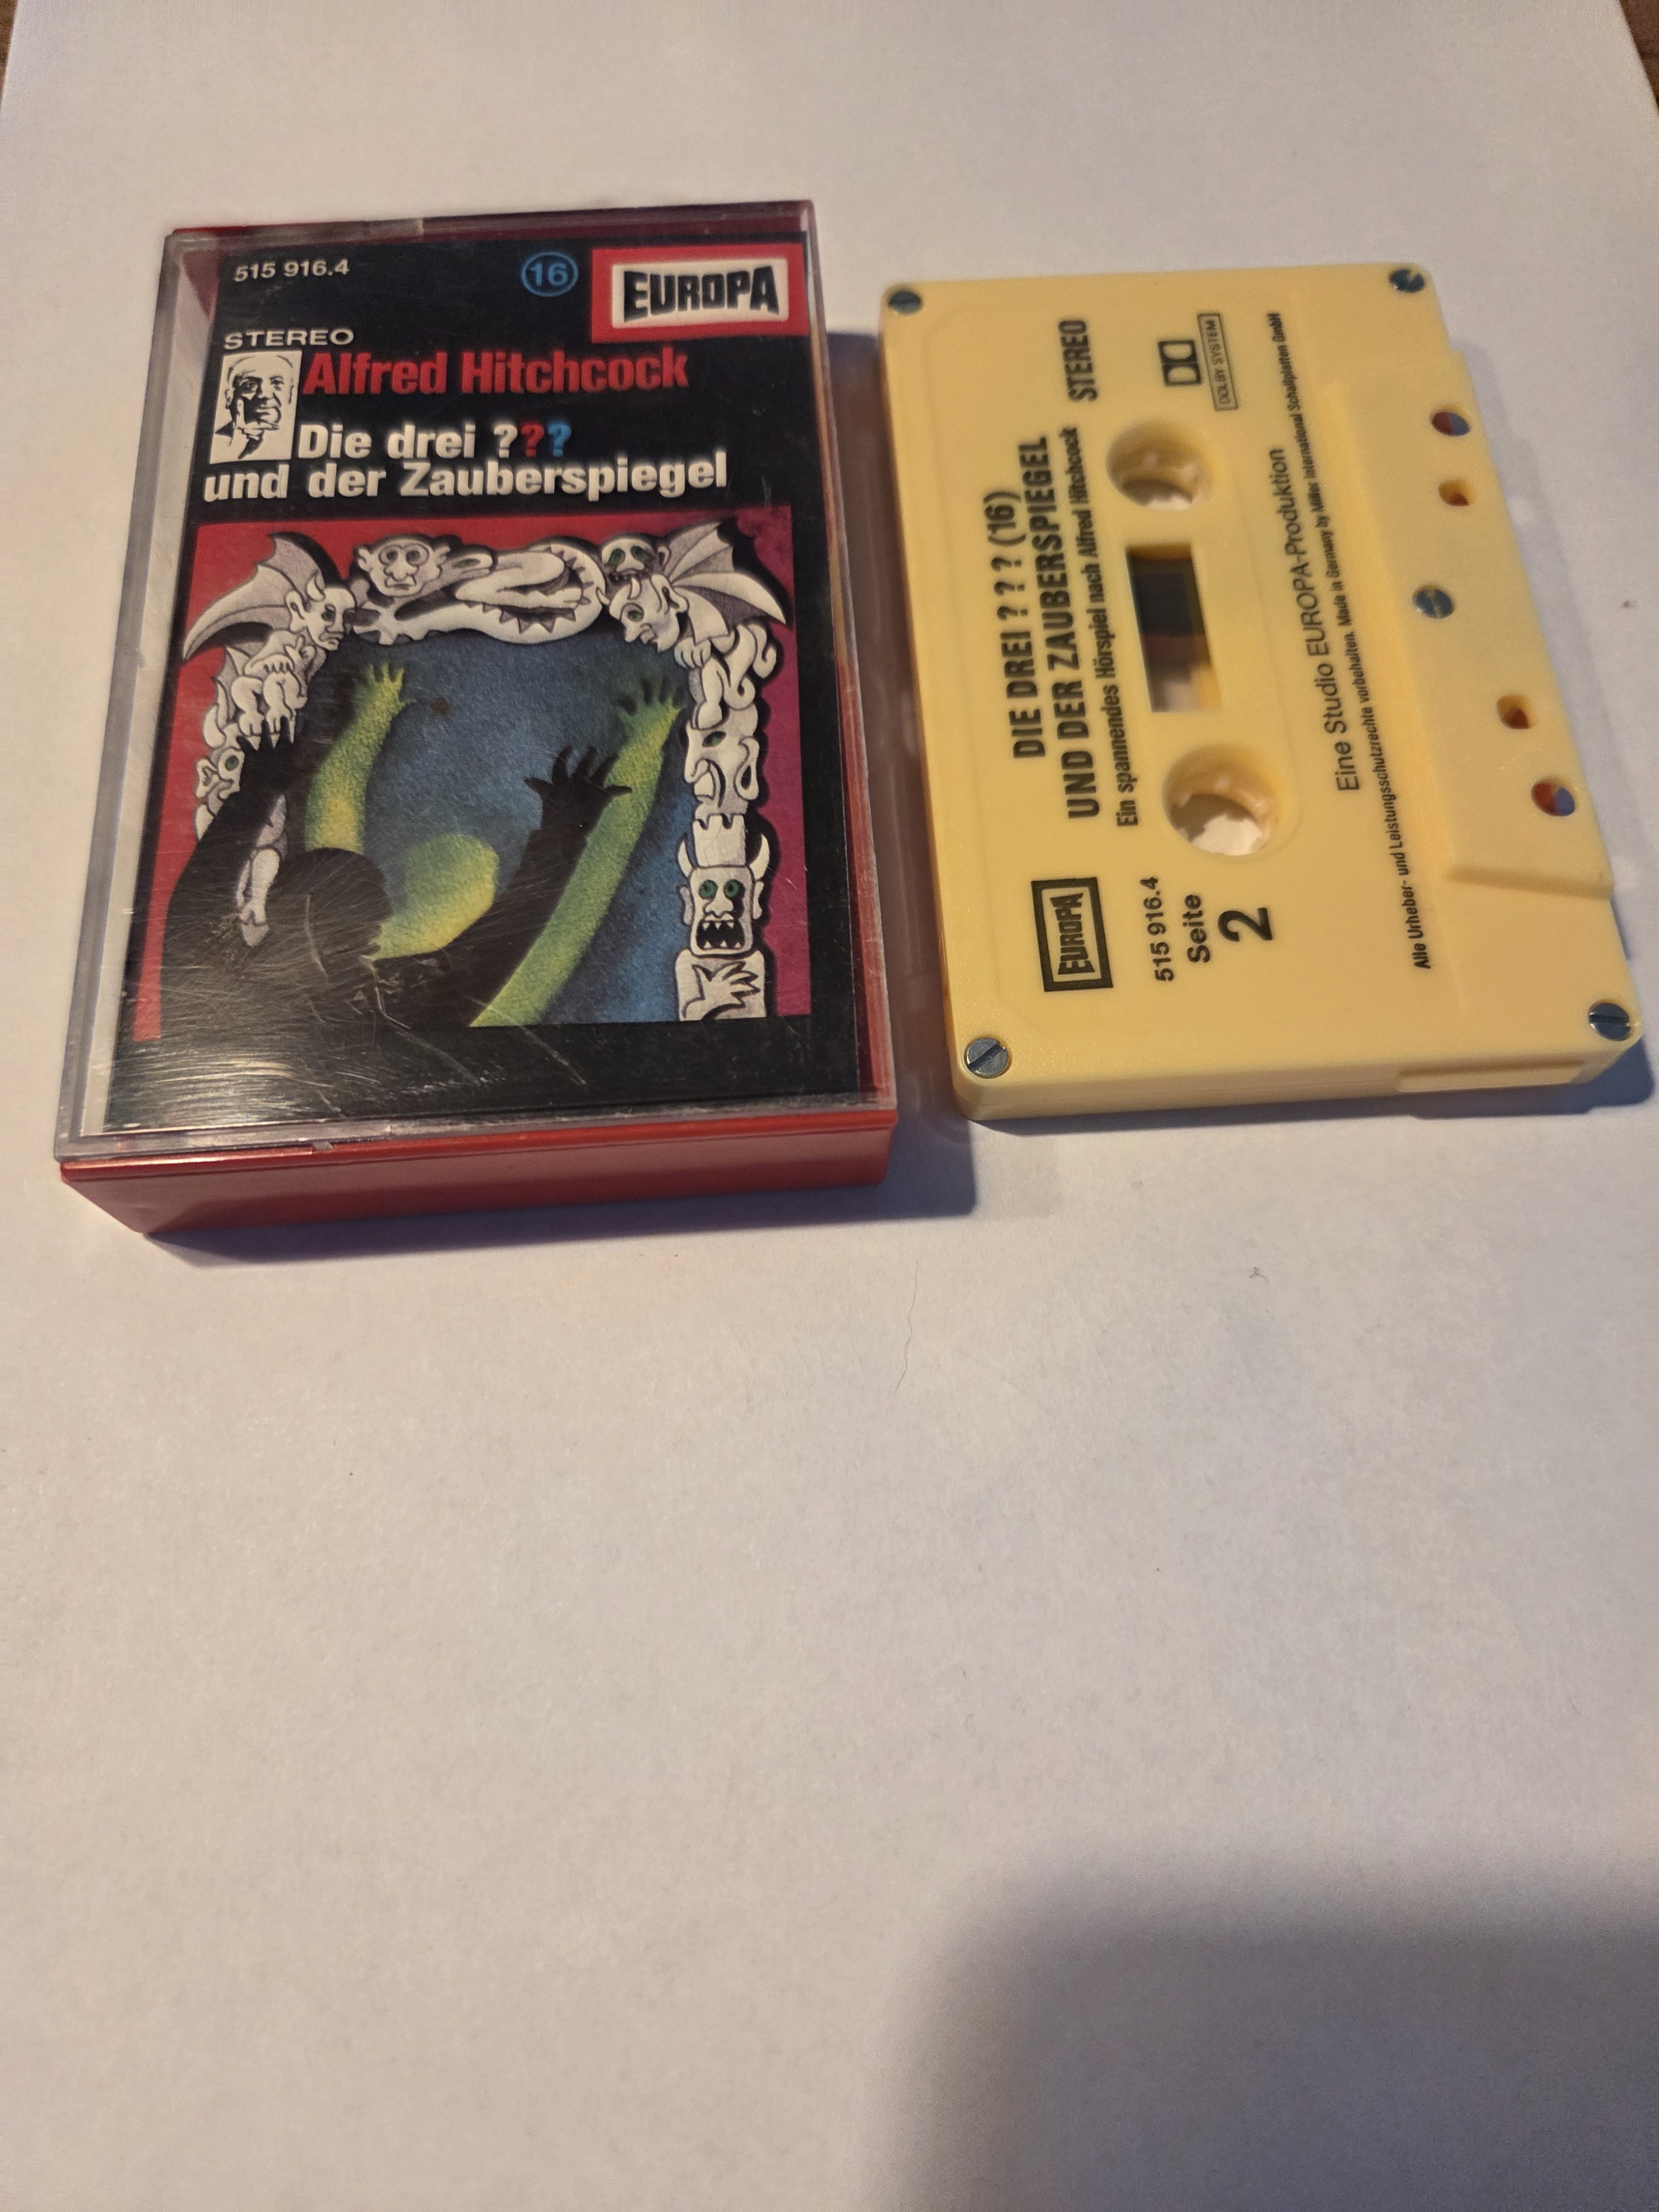 515 916.4
16
EUROPA
STEREO
Alfred Hitchcock
Die drei ???
und der Zauberspiegel
DIE DREI ? ? ? (16)
UND DER ZAUBERSPIEGEL
STEREO
Ein spannendes Hörspiel nach Alfred Hitchcock
EUROPA
515 916.4
Seite
2
DOLBY SYSTEM
Eine Studio EUROPA-Produktion
Alle Urheber- und Leistungsschutzrechte vorbehalten. Made in Germany by Miller International Schallplatten GmbH